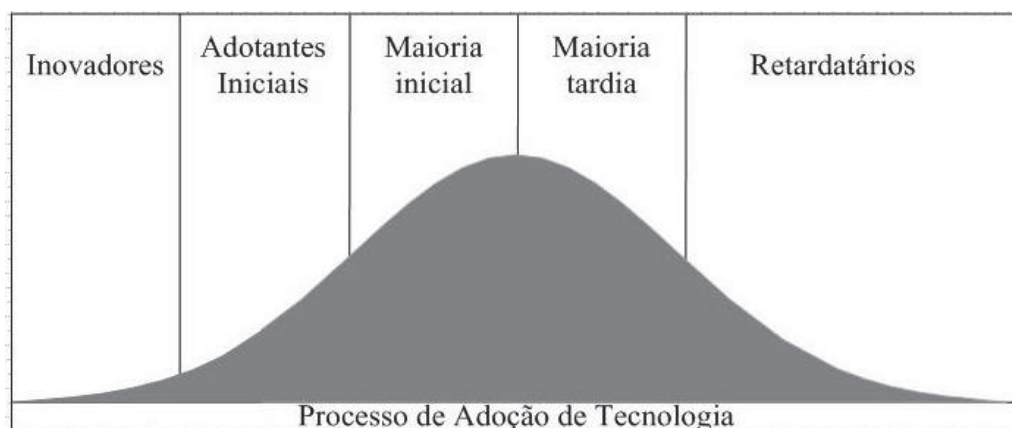 Inovadores
Adotantes
Iniciais
Maioria
inicial
Maioria
tardia
Retardatários
Processo de Adoção de Tecnologia